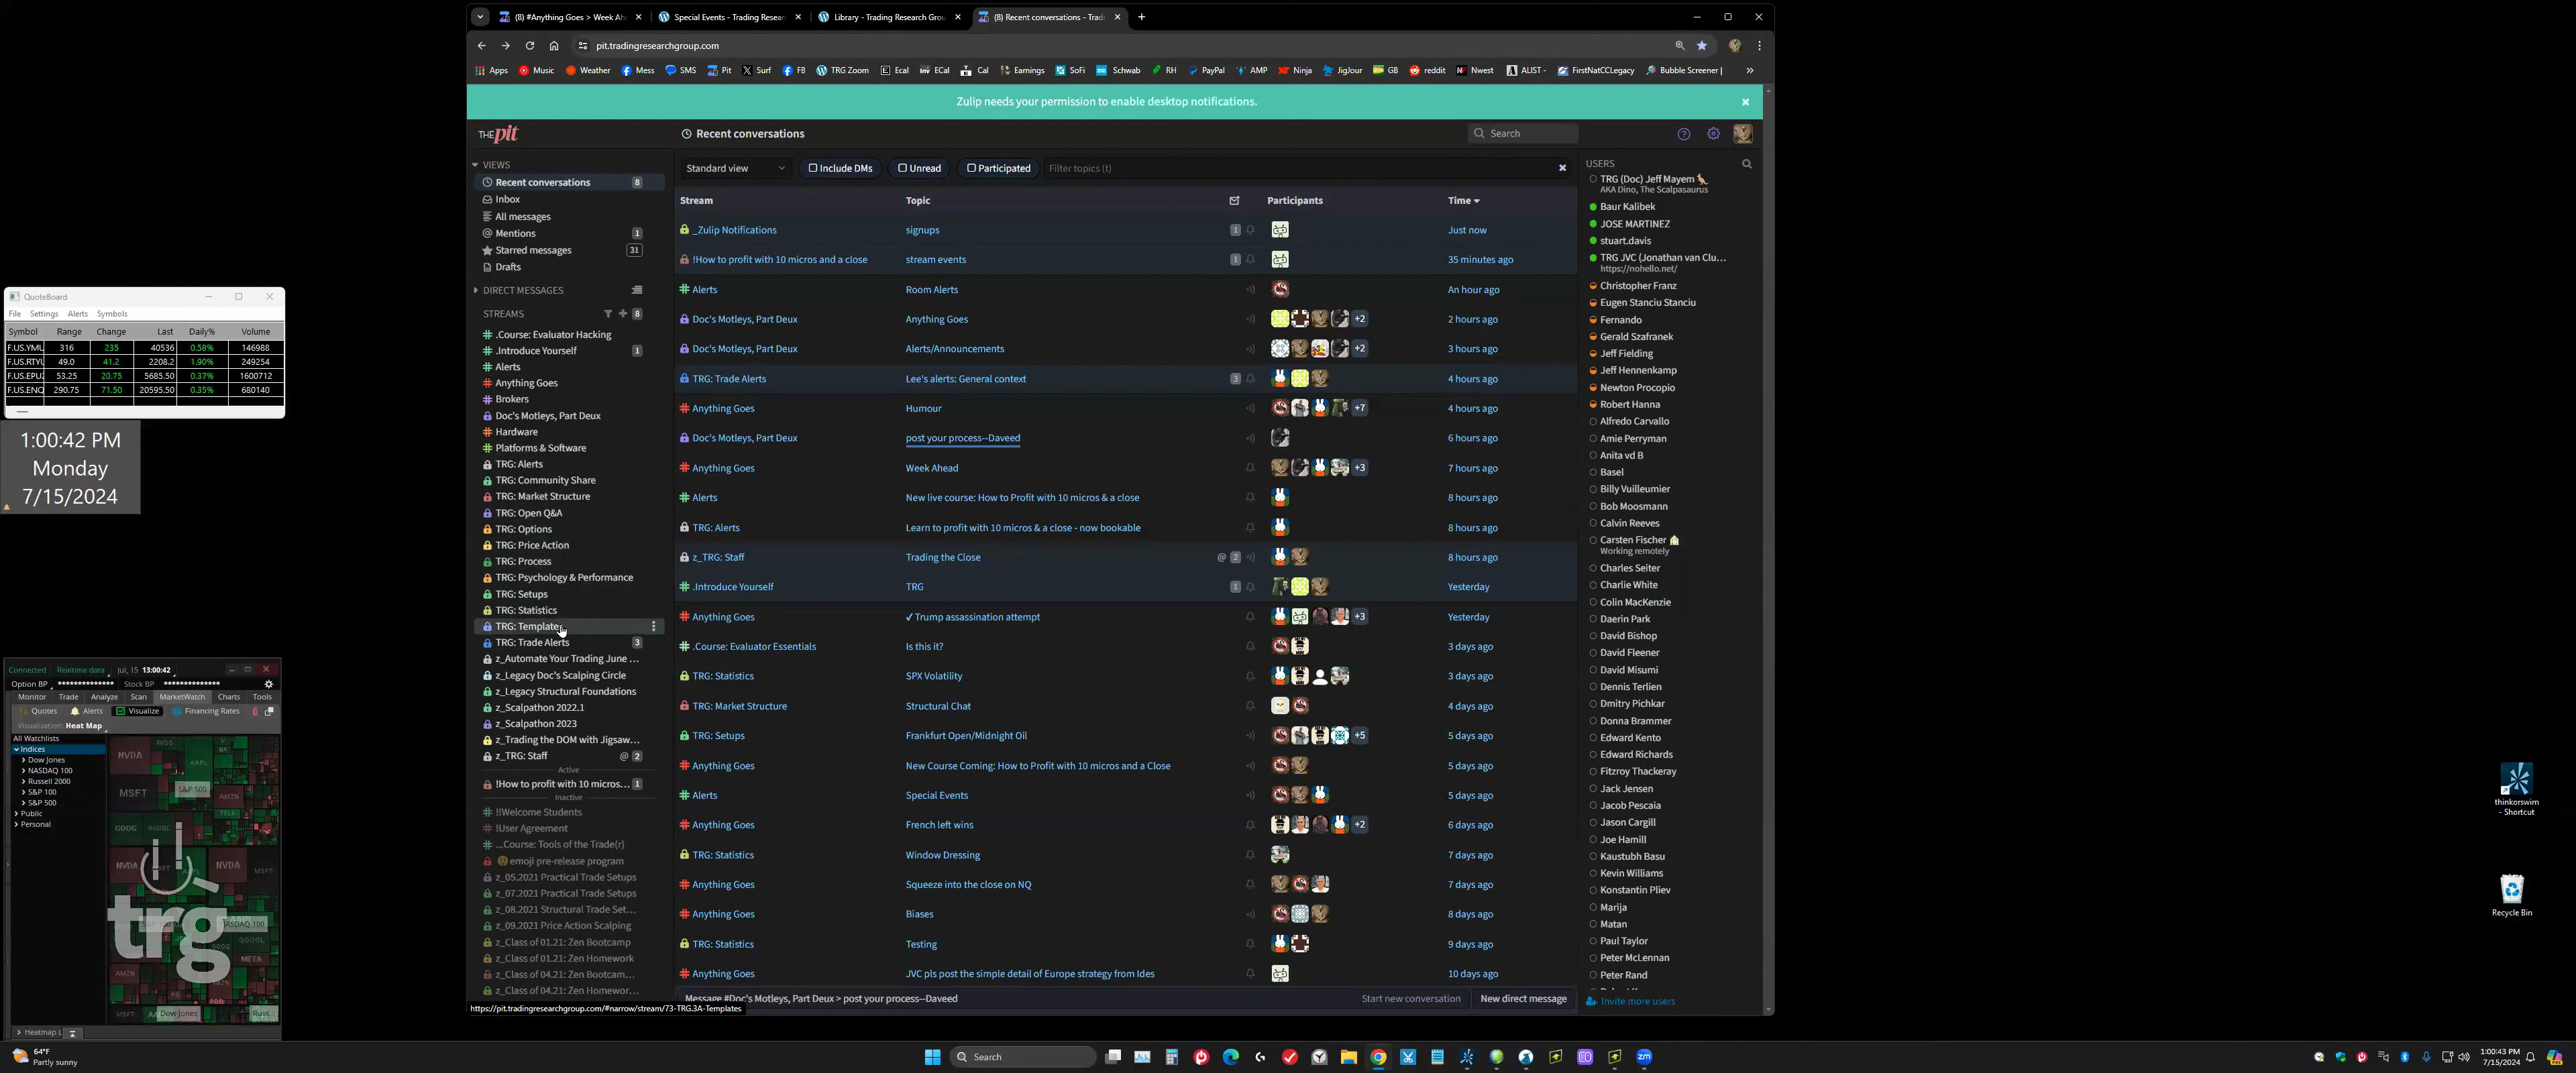 (8) #Anything Goes > Week Ah
Special Events - Trading Resear
Library - Trading Research Grou
(8) Recent conversations - Tradi
pit.tradingresearchgroup.com
Apps Music Weather Mess SMS Pit Surf FB TRG Zoom Ecal ECal Cal Earnings SoFi Schwab RH PayPal AMP Ninja JigJour GB reddit Nwest ALIST - FirstNatCCLegacy Bubble Screener |
Zulip needs your permission to enable desktop notifications.
THE pit
Recent conversations
Search
VIEWS
Recent conversations 8
Inbox
All messages
Mentions 1
Starred messages 31
Drafts
DIRECT MESSAGES
STREAMS 8
.Course: Evaluator Hacking
.Introduce Yourself 1
Alerts
Anything Goes
Brokers
Doc's Motleys, Part Deux
Hardware
Platforms & Software
TRG: Alerts
TRG: Community Share
TRG: Market Structure
TRG: Open Q&A
TRG: Options
TRG: Price Action
TRG: Process
TRG: Psychology & Performance
TRG: Setups
TRG: Statistics
TRG: Template
TRG: Trade Alerts 3
z_Automate Your Trading June ...
z_Legacy Doc's Scalping Circle
z_Legacy Structural Foundations
z_Scalpathon 2022.1
z_Scalpathon 2023
z_Trading the DOM with Jigsaw...
z_TRG: Staff @ 2
Active
!How to profit with 10 micros... 1
Inactive
!!Welcome Students
!User Agreement
...Course: Tools of the Trade(r)
emoji pre-release program
z_05.2021 Practical Trade Setups
z_07.2021 Practical Trade Setups
z_08.2021 Structural Trade Set...
z_09.2021 Price Action Scalping
z_Class of 01.21: Zen Bootcamp
z_Class of 01.21: Zen Homework
z_Class of 04.21: Zen Bootcam...
z_Class of 04.21: Zen Homewor...
https://pit.tradingresearchgroup.com/#narrow/stream/73-TRG.3A-Templates
Standard view Include DMs Unread Participated Filter topics (t)
Stream Topic Participants Time
_Zulip Notifications signups 1 Just now
!How to profit with 10 micros and a close stream events 1 35 minutes ago
Alerts Room Alerts An hour ago
Doc's Motleys, Part Deux Anything Goes +2 2 hours ago
Doc's Motleys, Part Deux Alerts/Announcements +2 3 hours ago
TRG: Trade Alerts Lee's alerts: General context 3 4 hours ago
Anything Goes Humour +7 4 hours ago
Doc's Motleys, Part Deux post your process--Daveed 6 hours ago
Anything Goes Week Ahead +3 7 hours ago
Alerts New live course: How to Profit with 10 micros & a close 8 hours ago
TRG: Alerts Learn to profit with 10 micros & a close - now bookable 8 hours ago
z_TRG: Staff Trading the Close @ 2 8 hours ago
.Introduce Yourself TRG 1 Yesterday
Anything Goes ✓ Trump assassination attempt +3 Yesterday
.Course: Evaluator Essentials Is this it? 3 days ago
TRG: Statistics SPX Volatility 3 days ago
TRG: Market Structure Structural Chat 4 days ago
TRG: Setups Frankfurt Open/Midnight Oil +5 5 days ago
Anything Goes New Course Coming: How to Profit with 10 micros and a Close 5 days ago
Alerts Special Events 5 days ago
Anything Goes French left wins +2 6 days ago
TRG: Statistics Window Dressing 7 days ago
Anything Goes Squeeze into the close on NQ 7 days ago
Anything Goes Biases 8 days ago
TRG: Statistics Testing 9 days ago
Anything Goes JVC pls post the simple detail of Europe strategy from Ides 10 days ago
Message #Doc's Motleys, Part Deux > post your process--Daveed Start new conversation New direct message
USERS
TRG (Doc) Jeff Mayem
AKA Dino, The Scalpasaurus
Baur Kalibek
JOSE MARTINEZ
stuart.davis
TRG JVC (Jonathan van Clu...
https://nohello.net/
Christopher Franz
Eugen Stanciu Stanciu
Fernando
Gerald Szafranek
Jeff Fielding
Jeff Hennenkamp
Newton Procopio
Robert Hanna
Alfredo Carvallo
Amie Perryman
Anita vd B
Basel
Billy Vuilleumier
Bob Moosmann
Calvin Reeves
Carsten Fischer
Working remotely
Charles Seiter
Charlie White
Colin MacKenzie
Daerin Park
David Bishop
David Fleener
David Misumi
Dennis Terlien
Dmitry Pichkar
Donna Brammer
Edward Kento
Edward Richards
Fitzroy Thackeray
Jack Jensen
Jacob Pescaia
Jason Cargill
Joe Hamill
Kaustubh Basu
Kevin Williams
Konstantin Pliev
Marija
Matan
Paul Taylor
Peter McLennan
Peter Rand
Invite more users
QuoteBoard
File Settings Alerts Symbols
Symbol Range Change Last Daily% Volume
F.US.YMU 316 235 40536 0.58% 146988
F.US.RTYU 49.0 41.2 2208.2 1.90% 249254
F.US.EPU2 53.25 20.75 5685.50 0.37% 1600712
F.US.ENQ 290.75 71.50 20595.50 0.35% 680140
1:00:42 PM
Monday
7/15/2024
Connected Realtime data Jul, 15 13:00:42
Option BP ************** Stock BP **************
Monitor Trade Analyze Scan MarketWatch Charts Tools
Quotes Alerts Visualize Financing Rates
Visualization: Heat Map
All Watchlists
Indices
Dow Jones
NASDAQ 100
Russell 2000
S&P 100
S&P 500
Public
Personal
NVDA AVGO AAPL MA
MSFT S&P 500 AMZN
TSLA
GOOG GOOGL
NVDA AAPL NVDA MSFT
trg
NASDAQ 100
GOOGL
META
AMZN
MSFT Dow Jones Russ...
Heatmap L
thinkorswim
- Shortcut
Recycle Bin
64°F
Partly sunny
Search
1:00:43 PM
7/15/2024